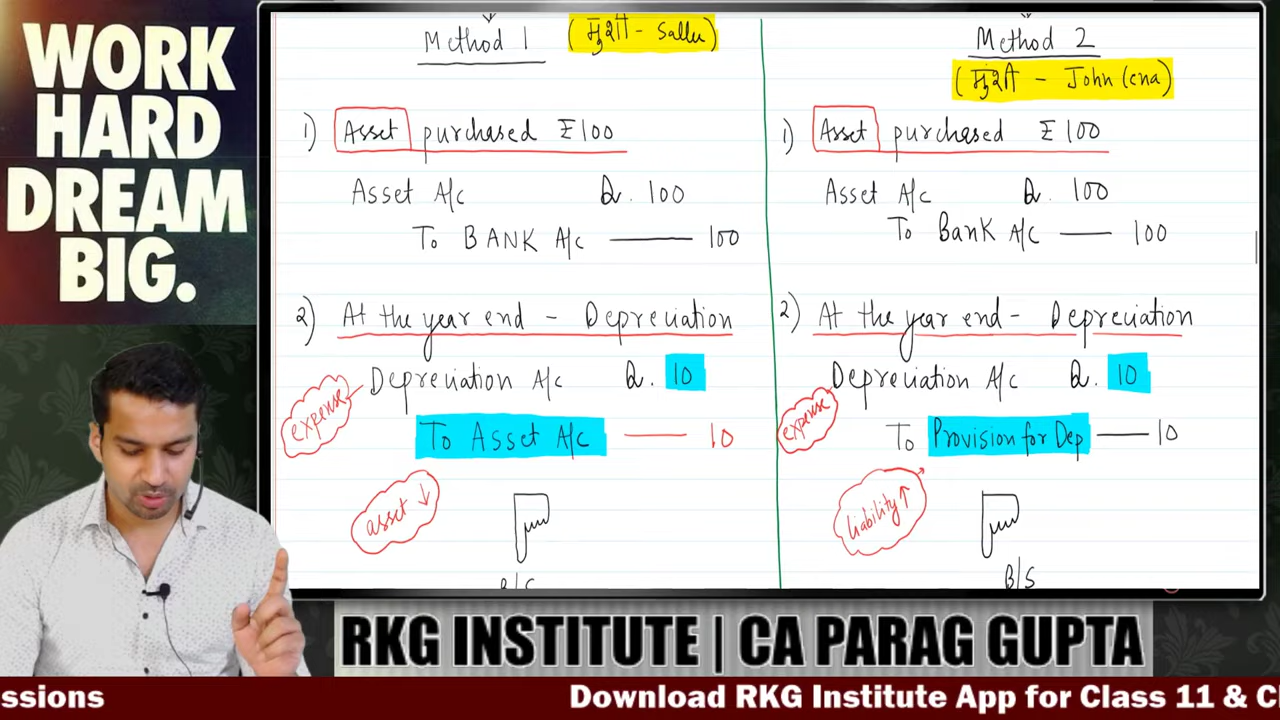 WORK
HARD
DREAM
BIG.
Method 1 (मुंशी - Sallu)
1) Asset purchased ₹100
Asset A/c Dr. 100
To BANK A/c —— 100
2) At the year end - Depreciation
Depreciation A/c Dr. 10
expense
To Asset A/c —— 10
asset ↓
B/S
Method 2
(मुंशी - John Cena)
1) Asset purchased ₹100
Asset A/c Dr. 100
To Bank A/c —— 100
2) At the year end - Depreciation
Depreciation A/c Dr. 10
expense
To Provision for Dep —— 10
liability ↑
B/S
RKG INSTITUTE | CA PARAG GUPTA
ssions Download RKG Institute App for Class 11 & C